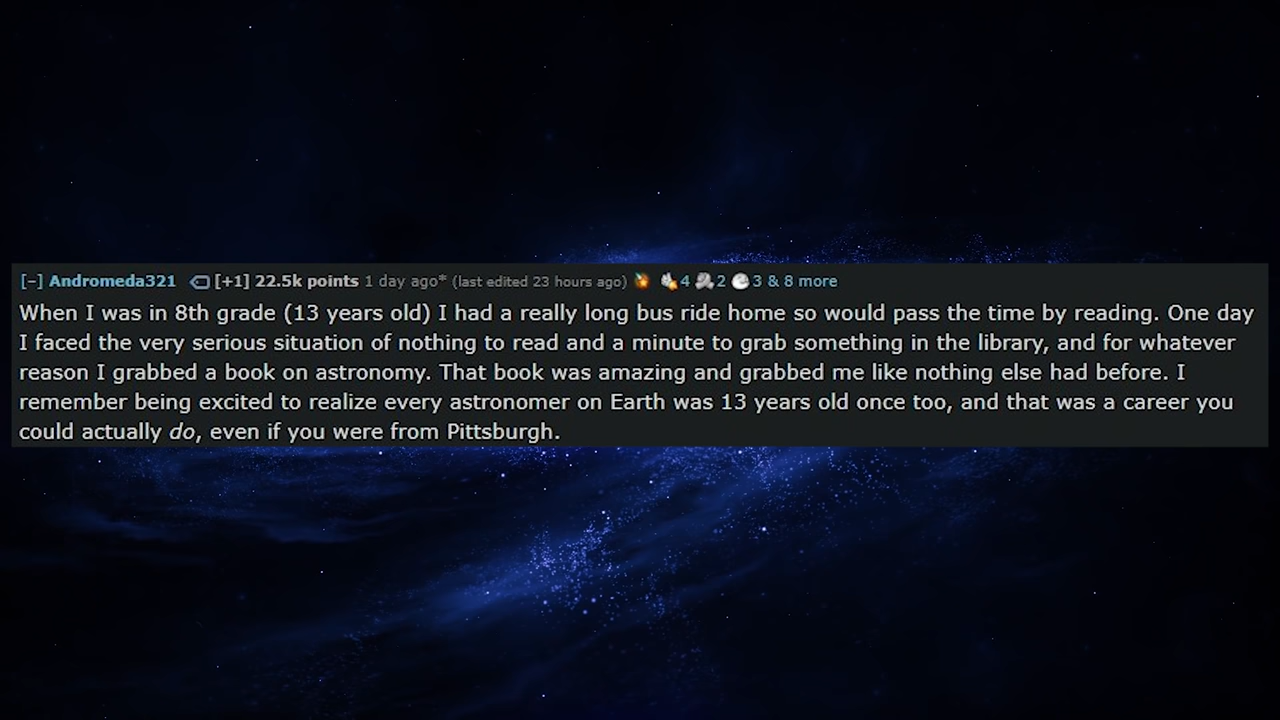 [–] Andromeda321 [+1] 22.5k points 1 day ago* (last edited 23 hours ago) 4 2 3 & 8 more
When I was in 8th grade (13 years old) I had a really long bus ride home so would pass the time by reading. One day
I faced the very serious situation of nothing to read and a minute to grab something in the library, and for whatever
reason I grabbed a book on astronomy. That book was amazing and grabbed me like nothing else had before. I
remember being excited to realize every astronomer on Earth was 13 years old once too, and that was a career you
could actually do, even if you were from Pittsburgh.